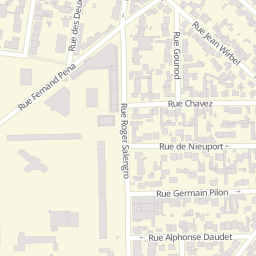 Rue des Deux
Rue Jean Wirbel
Rue Gounod
Rue Fernand Pena
Rue Chavez
Rue Roger Salengro
Rue de Nieuport
Rue Germain Pilon
Rue Alphonse Daudet